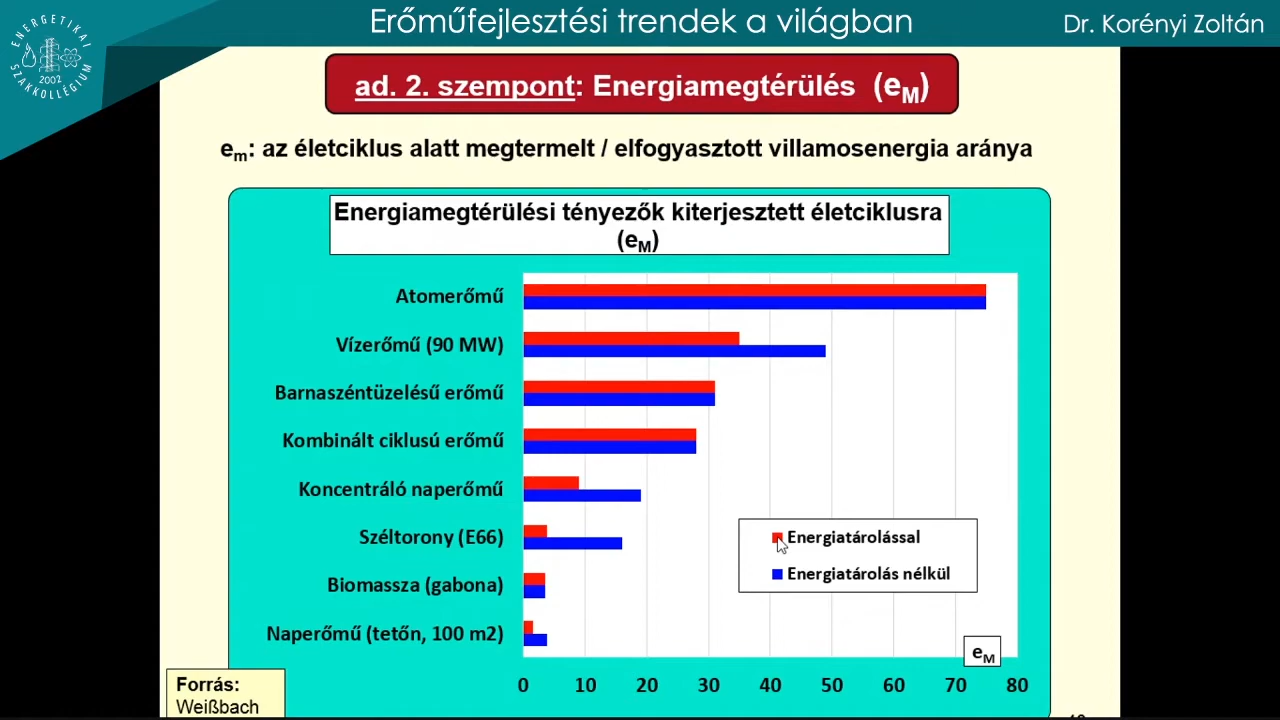 ENERGETIKAI
SZAKKOLLÉGIUM
2002
Erőműfejlesztési trendek a világban
Dr. Korényi Zoltán
ad. 2. szempont: Energiamegtérülés (eM)
em: az életciklus alatt megtermelt / elfogyasztott villamosenergia aránya
Energiamegtérülési tényezők kiterjesztett életciklusra
(eM)
Atomerőmű
Vízerőmű (90 MW)
Barnaszéntüzelésű erőmű
Kombinált ciklusú erőmű
Koncentráló naperőmű
Széltorony (E66)
Biomassza (gabona)
Naperőmű (tetőn, 100 m2)
Energiatárolással
Energiatárolás nélkül
eM
0 10 20 30 40 50 60 70 80
Forrás:
Weißbach